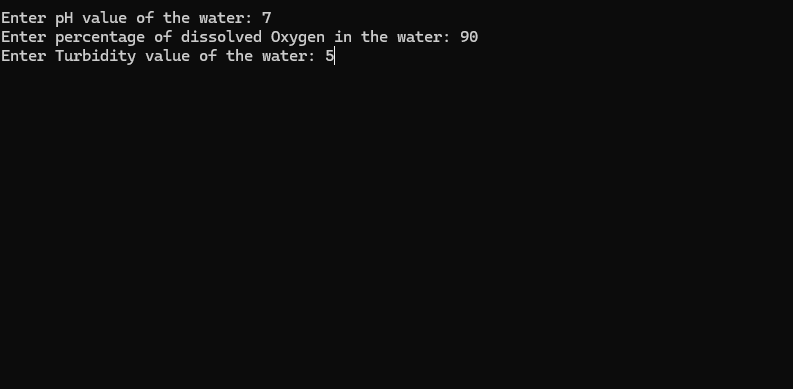 Enter pH value of the water: 7
Enter percentage of dissolved Oxygen in the water: 90
Enter Turbidity value of the water: 5